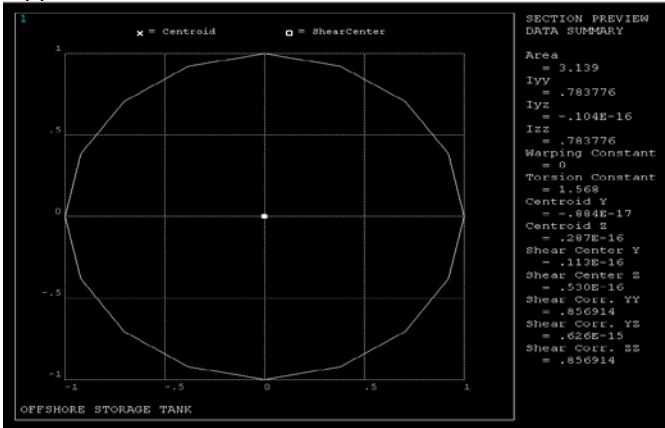 1
× = Centroid
□ = ShearCenter
SECTION PREVIEW
DATA SUMMARY
Area
= 3.139
Iyy
= .783776
Iyz
= -.104E-16
Izz
= .783776
Warping Constant
= 0
Torsion Constant
= 1.568
Centroid Y
= -.884E-17
Centroid Z
= .287E-16
Shear Center Y
= .113E-16
Shear Center Z
= .530E-16
Shear Corr. YY
= .856914
Shear Corr. YZ
= .626E-15
Shear Corr. ZZ
= .856914
1
.5
0
-.5
-1
-1
-.5
0
.5
1
OFFSHORE STORAGE TANK